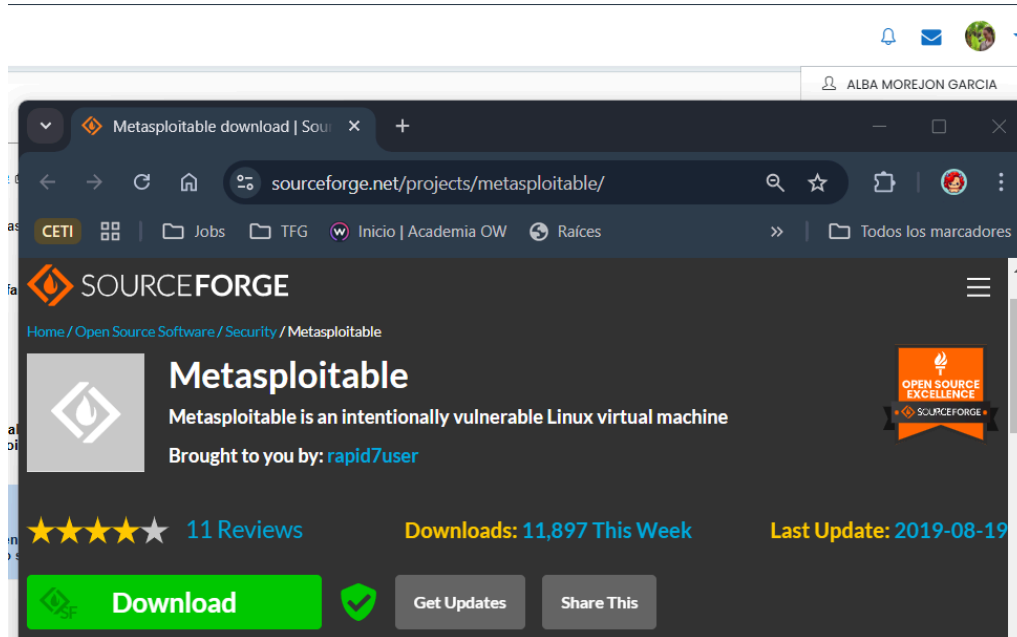 ALBA MOREJON GARCIA
Metasploitable download | Sou
sourceforge.net/projects/metasploitable/
CETI Jobs TFG Inicio | Academia OW Raíces » Todos los marcadores
SOURCEFORGE
Home / Open Source Software / Security / Metasploitable
Metasploitable
Metasploitable is an intentionally vulnerable Linux virtual machine
Brought to you by: rapid7user
OPEN SOURCE
EXCELLENCE
SOURCEFORGE
11 Reviews Downloads: 11,897 This Week Last Update: 2019-08-19
SF Download Get Updates Share This